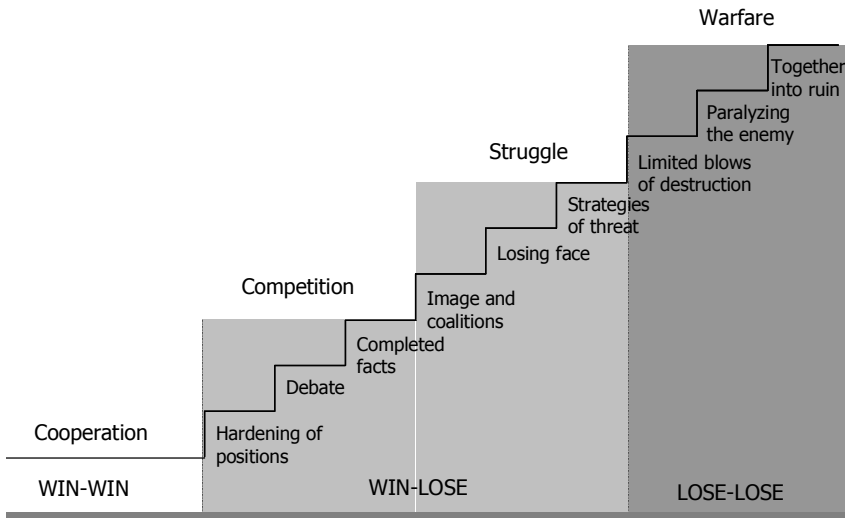 Warfare
Together
into ruin
Paralyzing
the enemy
Struggle
Limited blows
of destruction
Strategies
of threat
Losing face
Competition
Image and
coalitions
Completed
facts
Debate
Cooperation
Hardening of
positions
WIN-WIN
WIN-LOSE
LOSE-LOSE